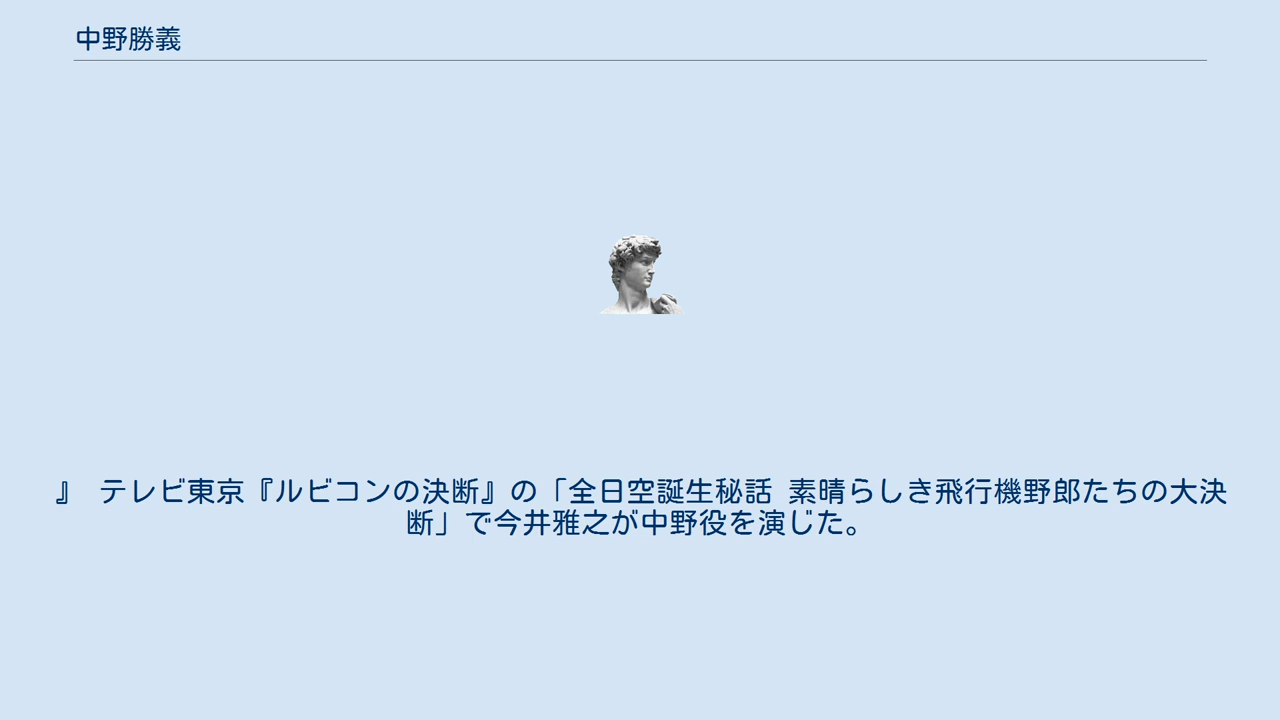 中野勝義
』 テレビ東京『ルビコンの決断』の「全日空誕生秘話 素晴らしき飛行機野郎たちの大決
断」で今井雅之が中野役を演じた。